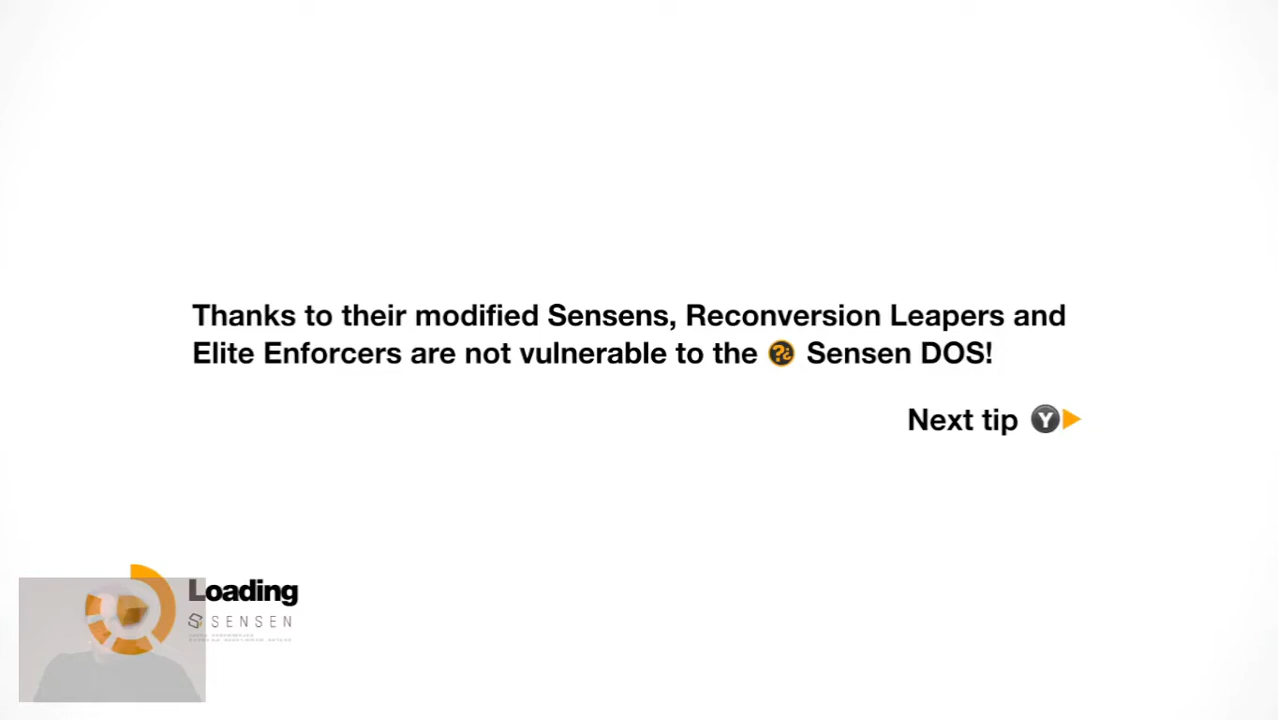 Thanks to their modified Sensens, Reconversion Leapers and
Elite Enforcers are not vulnerable to the ?? Sensen DOS!
Next tip Y
Loading
SENSEN